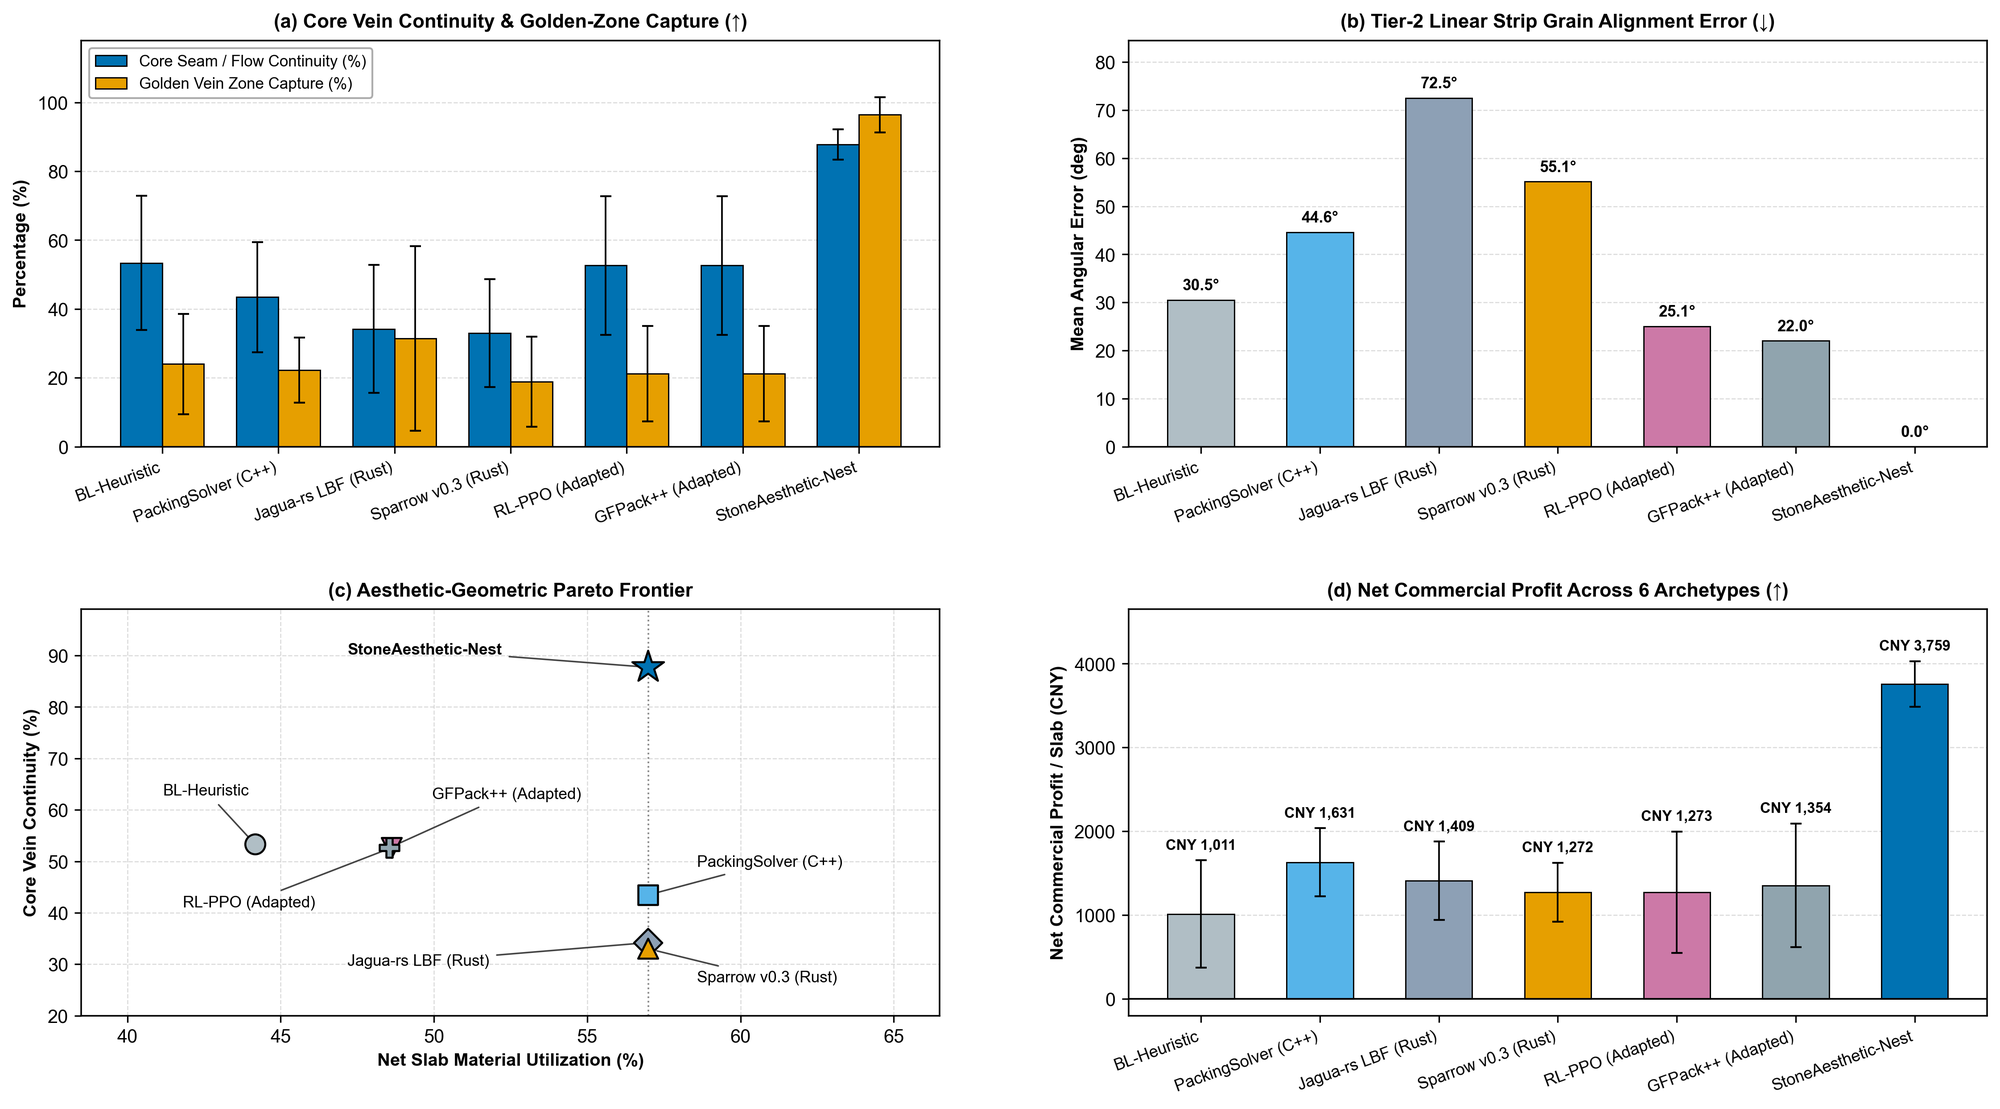 (a) Core Vein Continuity & Golden-Zone Capture (↑)
Core Seam / Flow Continuity (%)
Golden Vein Zone Capture (%)
Percentage (%)
100
80
60
40
20
0
BL-Heuristic
PackingSolver (C++)
Jagua-rs LBF (Rust)
Sparrow v0.3 (Rust)
RL-PPO (Adapted)
GFPack++ (Adapted)
StoneAesthetic-Nest
(b) Tier-2 Linear Strip Grain Alignment Error (↓)
Mean Angular Error (deg)
80
70
60
50
40
30
20
10
0
30.5°
44.6°
72.5°
55.1°
25.1°
22.0°
0.0°
BL-Heuristic
PackingSolver (C++)
Jagua-rs LBF (Rust)
Sparrow v0.3 (Rust)
RL-PPO (Adapted)
GFPack++ (Adapted)
StoneAesthetic-Nest
(c) Aesthetic-Geometric Pareto Frontier
Core Vein Continuity (%)
90
80
70
60
50
40
30
20
StoneAesthetic-Nest
BL-Heuristic
GFPack++ (Adapted)
PackingSolver (C++)
RL-PPO (Adapted)
Jagua-rs LBF (Rust)
Sparrow v0.3 (Rust)
40
45
50
55
60
65
Net Slab Material Utilization (%)
(d) Net Commercial Profit Across 6 Archetypes (↑)
Net Commercial Profit / Slab (CNY)
4000
3000
2000
1000
0
CNY 1,011
CNY 1,631
CNY 1,409
CNY 1,272
CNY 1,273
CNY 1,354
CNY 3,759
BL-Heuristic
PackingSolver (C++)
Jagua-rs LBF (Rust)
Sparrow v0.3 (Rust)
RL-PPO (Adapted)
GFPack++ (Adapted)
StoneAesthetic-Nest